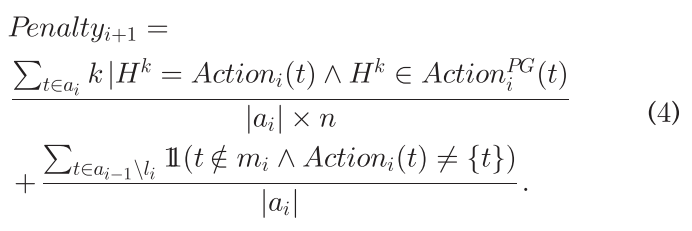 Penalty_{i+1} =
\frac{\sum_{t \in a_i} k \,| H^k = Action_i(t) \wedge H^k \in Action_i^{PG}(t)}{|a_i| \times n}
+ \frac{\sum_{t \in a_{i-1} \setminus l_i} \mathbb{1}(t \notin m_i \wedge Action_i(t) \neq \{t\})}{|a_i|}. (4)